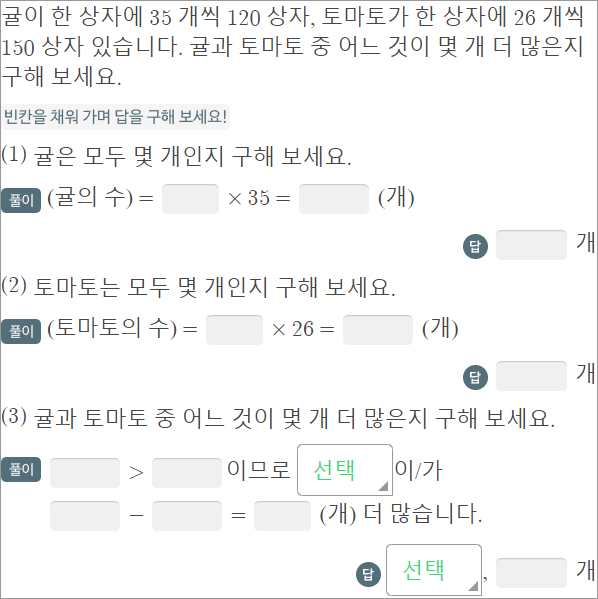 귤이 한 상자에 35 개씩 120 상자, 토마토가 한 상자에 26 개씩
150 상자 있습니다. 귤과 토마토 중 어느 것이 몇 개 더 많은지
구해 보세요.
빈칸을 채워 가며 답을 구해 보세요!
(1) 귤은 모두 몇 개인지 구해 보세요.
풀이 (귤의 수) = × 35 = (개)
답 개
(2) 토마토는 모두 몇 개인지 구해 보세요.
풀이 (토마토의 수) = × 26 = (개)
답 개
(3) 귤과 토마토 중 어느 것이 몇 개 더 많은지 구해 보세요.
풀이 > 이므로 선택 이/가
− = (개) 더 많습니다.
답 선택 , 개